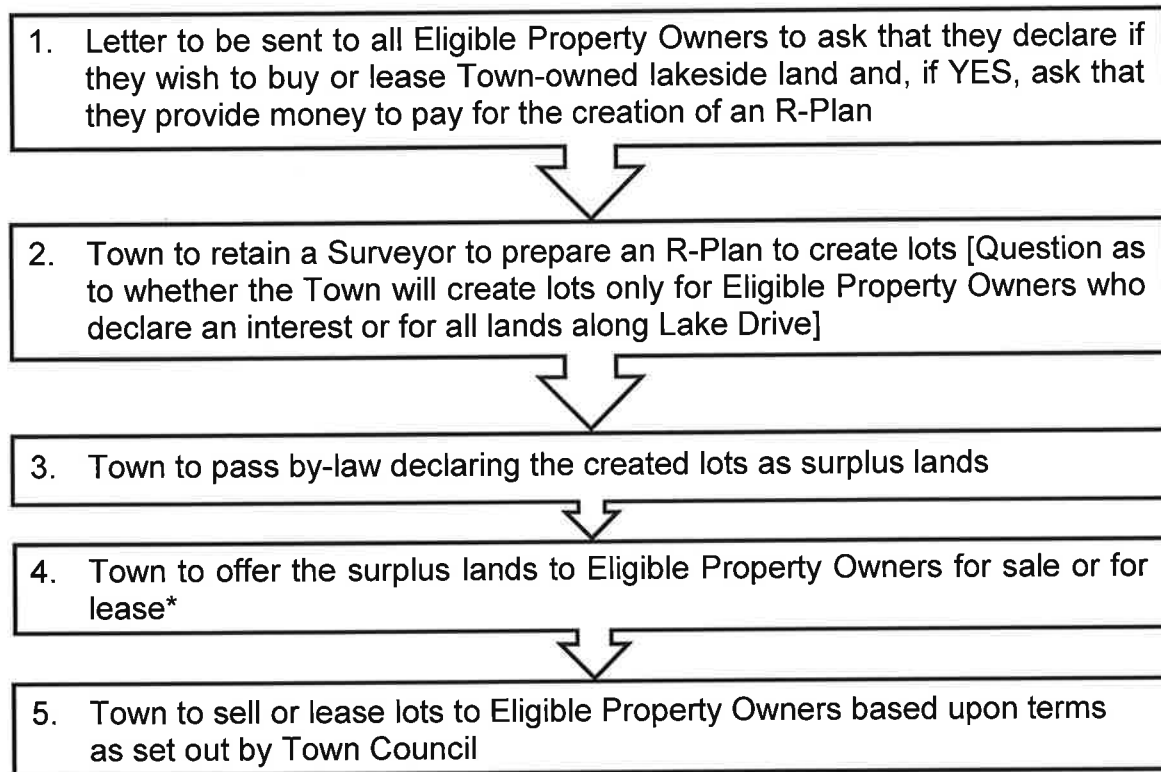 1. Letter to be sent to all Eligible Property Owners to ask that they declare if
they wish to buy or lease Town-owned lakeside land and, if YES, ask that
they provide money to pay for the creation of an R-Plan
2. Town to retain a Surveyor to prepare an R-Plan to create lots [Question as
to whether the Town will create lots only for Eligible Property Owners who
declare an interest or for all lands along Lake Drive]
3. Town to pass by-law declaring the created lots as surplus lands
4. Town to offer the surplus lands to Eligible Property Owners for sale or for
lease*
5. Town to sell or lease lots to Eligible Property Owners based upon terms
as set out by Town Council